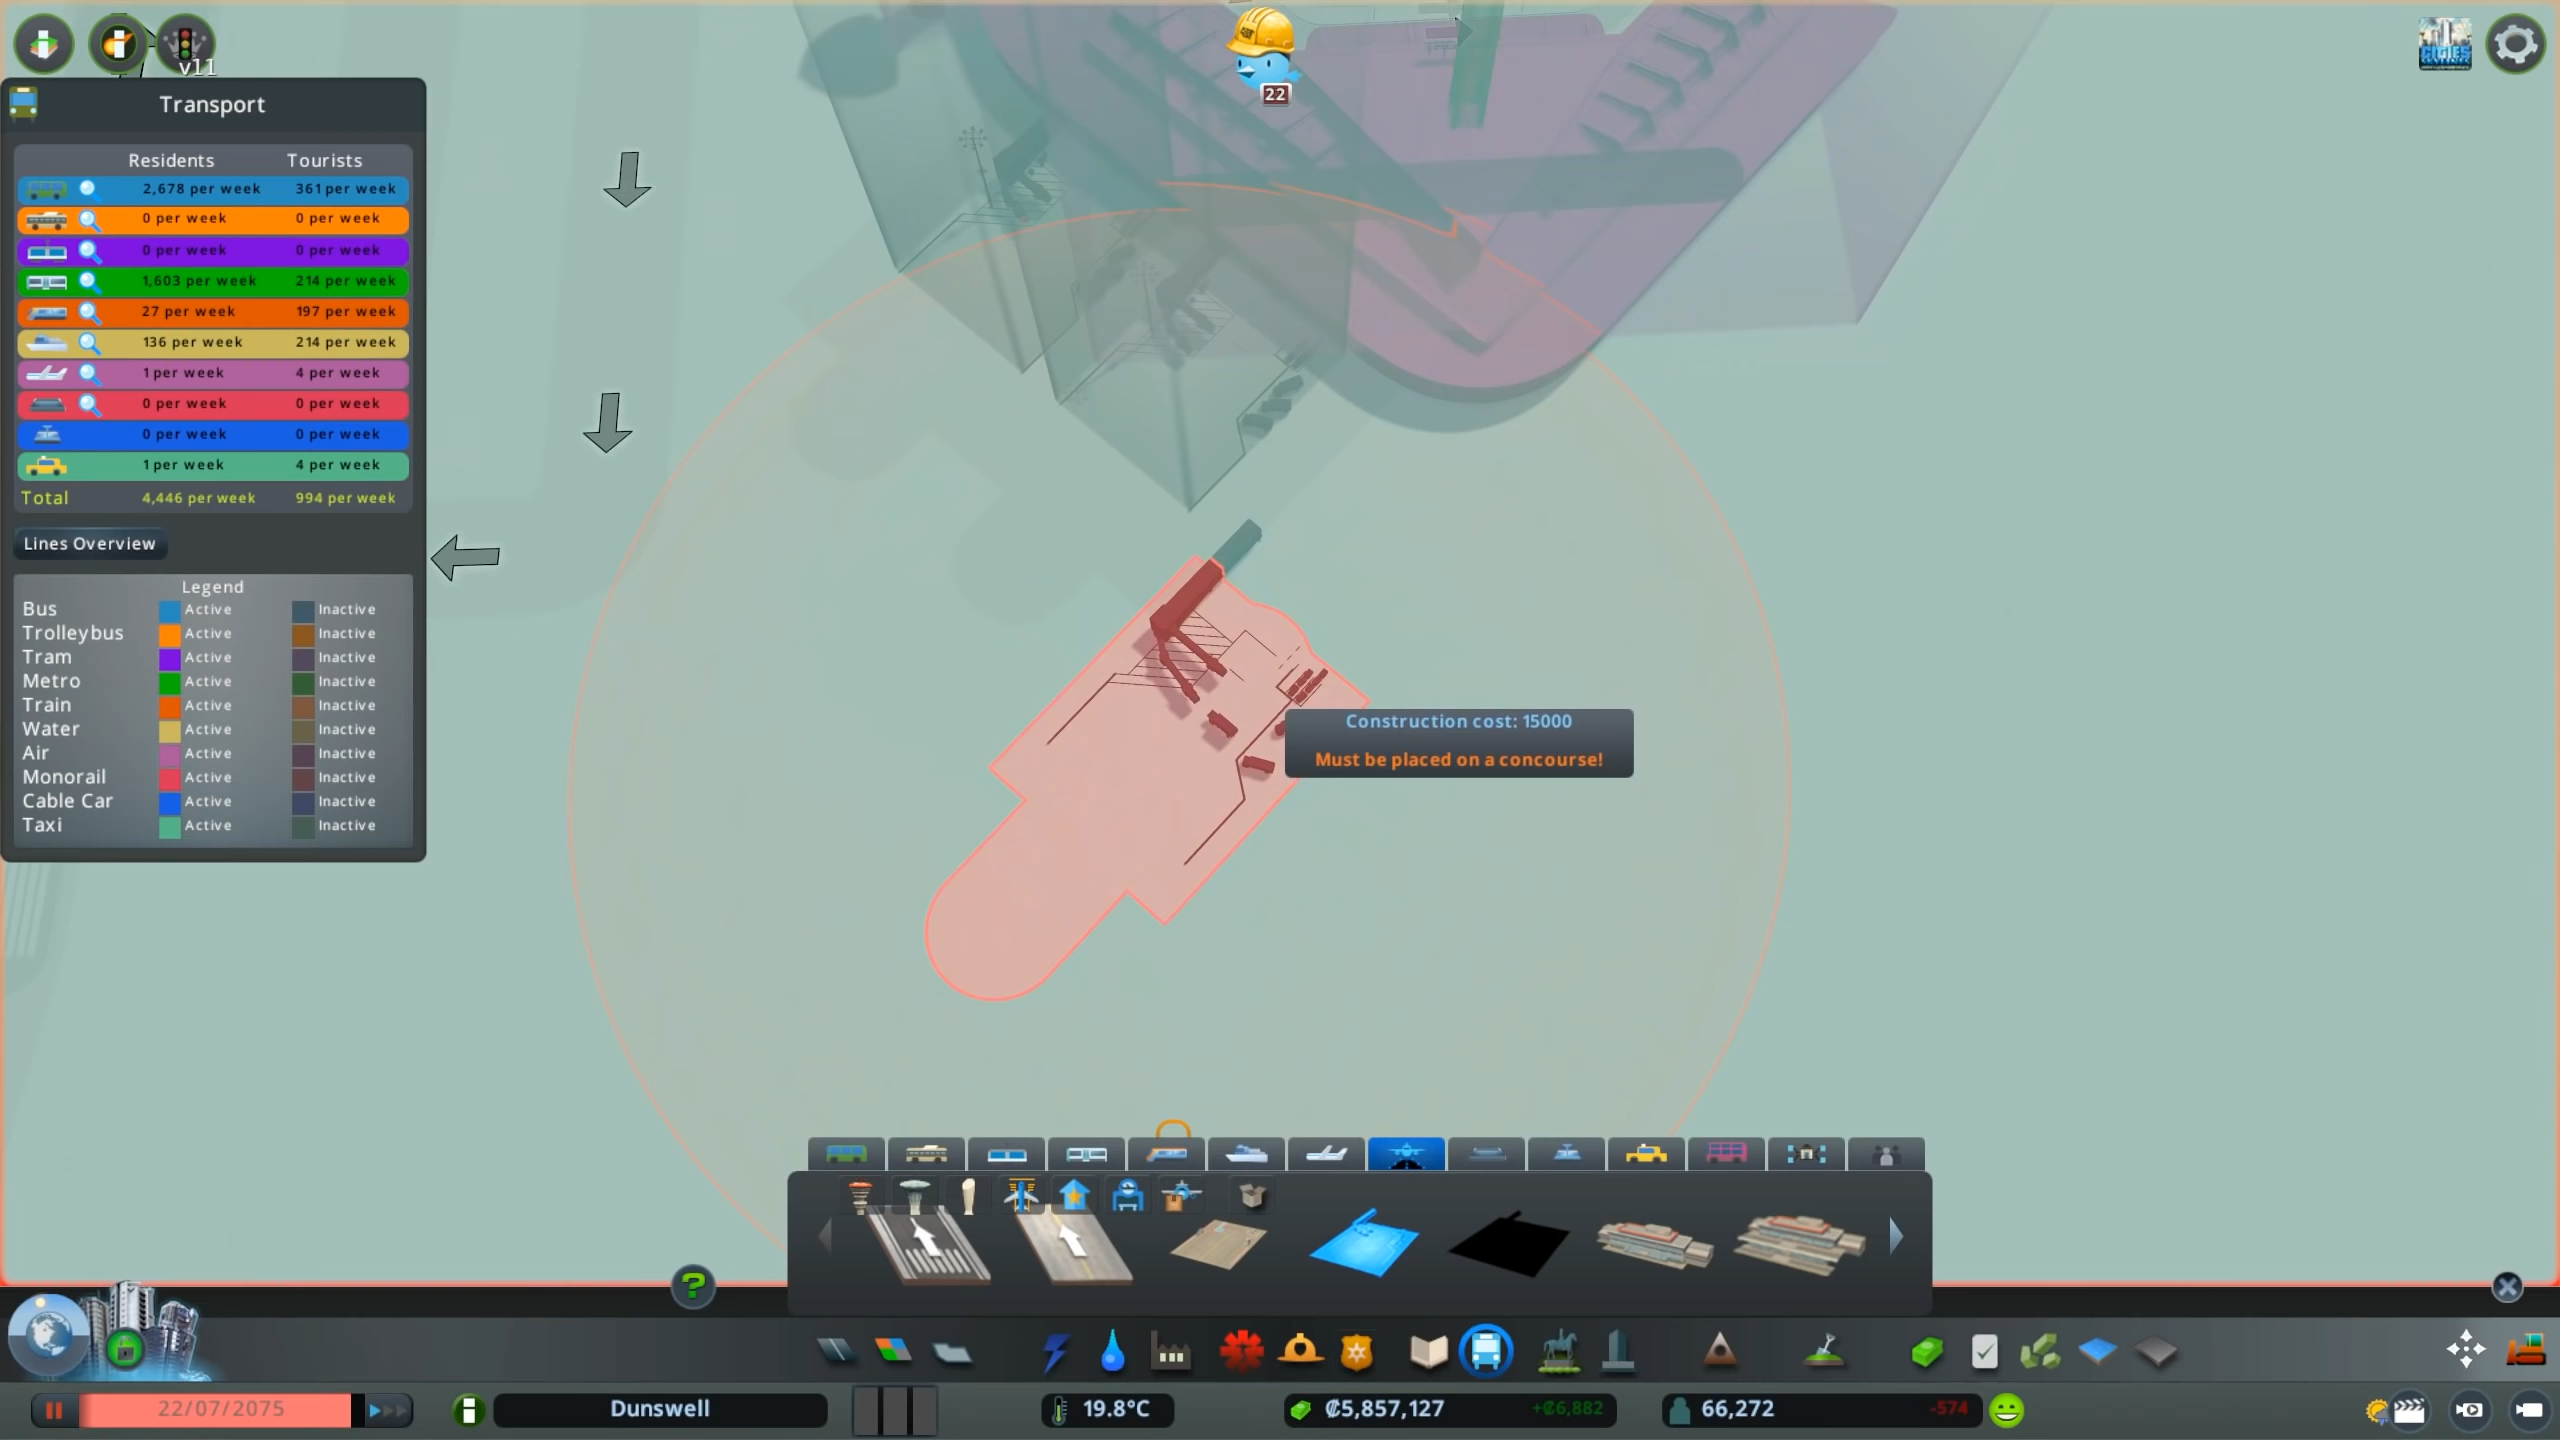 v11
22
CITIES
Transport
Residents Tourists
2,678 per week 361 per week
0 per week 0 per week
0 per week 0 per week
1,603 per week 214 per week
27 per week 197 per week
136 per week 214 per week
1 per week 4 per week
0 per week 0 per week
0 per week 0 per week
1 per week 4 per week
Total 4,446 per week 994 per week
Lines Overview
Legend
Bus Active Inactive
Trolleybus Active Inactive
Tram Active Inactive
Metro Active Inactive
Train Active Inactive
Water Active Inactive
Air Active Inactive
Monorail Active Inactive
Cable Car Active Inactive
Taxi Active Inactive
Construction cost: 15000
Must be placed on a concourse!
?
22/07/2075
Dunswell
19.8°C
₡5,857,127
+₡6,882
66,272
-574